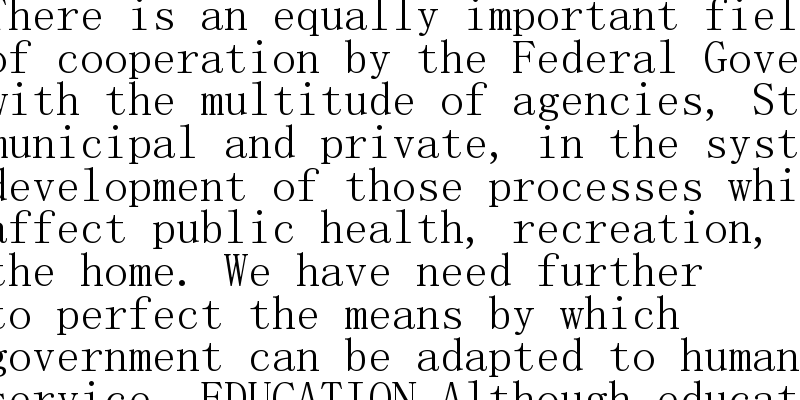 There is an equally important fiel
of cooperation by the Federal Gove
with the multitude of agencies, St
municipal and private, in the syst
development of those processes whi
affect public health, recreation,
the home. We have need further
to perfect the means by which
government can be adapted to human
service. EDUCATION Although educat